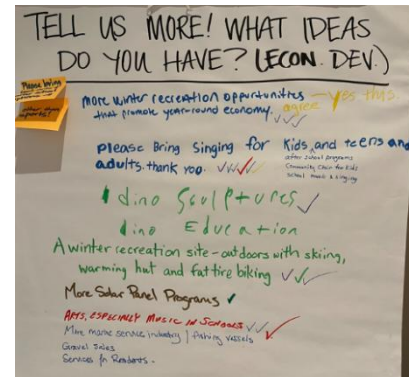 TELL US MORE! WHAT IDEAS
DO YOU HAVE? (ECON. DEV.)
Please bring
other than
more winter recreation opportunities — yes this.
that promote year-round economy. agree
Please Bring Singing for Kids, and teens and
adults. thank you.
after school programs
Community Choir for Kids
School music & singing
dino Sculptures
dino Education
A winter recreation site - outdoors with skiing,
warming hut and fat tire biking
More Solar Panel Programs
Arts, especially Music in Schools
More marine service industry / fishing vessels
Gravel Sales
Services for Residents.